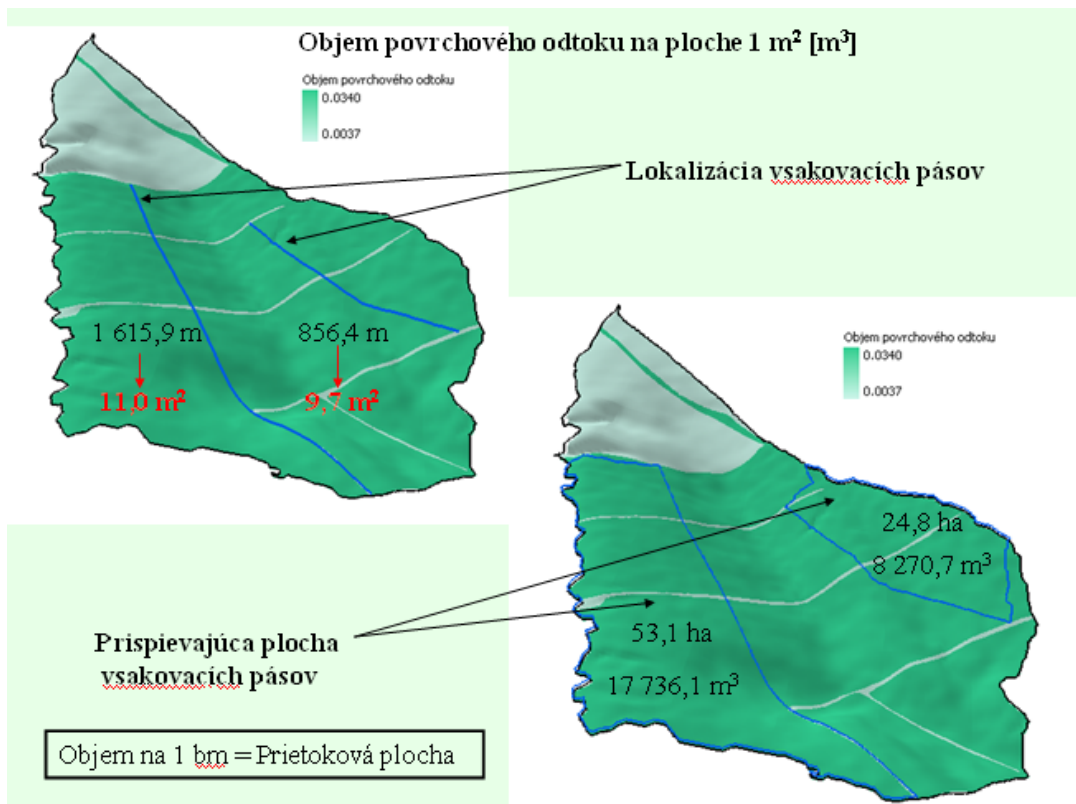 Objem povrchového odtoku na ploche 1 m² [m³]
Objem povrchového odtoku
0.0340
0.0037
Lokalizácia vsakovacích pásov
1 615,9 m
856,4 m
11,0 m²
9,7 m²
Objem povrchového odtoku
0.0340
0.0037
24,8 ha
8 270,7 m³
53,1 ha
17 736,1 m³
Prispievajúca plocha
vsakovacích pásov
Objem na 1 bm = Prietoková plocha